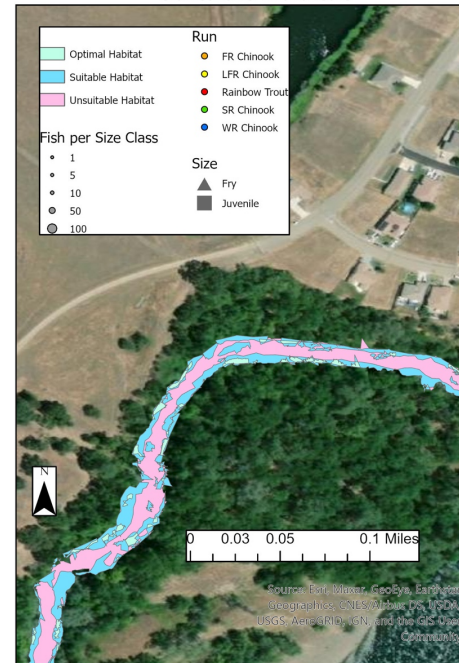 Run
Optimal Habitat
Suitable Habitat
Unsuitable Habitat
FR Chinook
LFR Chinook
Rainbow Trout
SR Chinook
WR Chinook
Fish per Size Class
1
5
10
50
100
Size
Fry
Juvenile
N
0 0.03 0.05 0.1 Miles
Source: Esri, Maxar, GeoEye, Earthstar
Geographics, CNES/Airbus DS, USDA,
USGS, AeroGRID, IGN, and the GIS User
Community